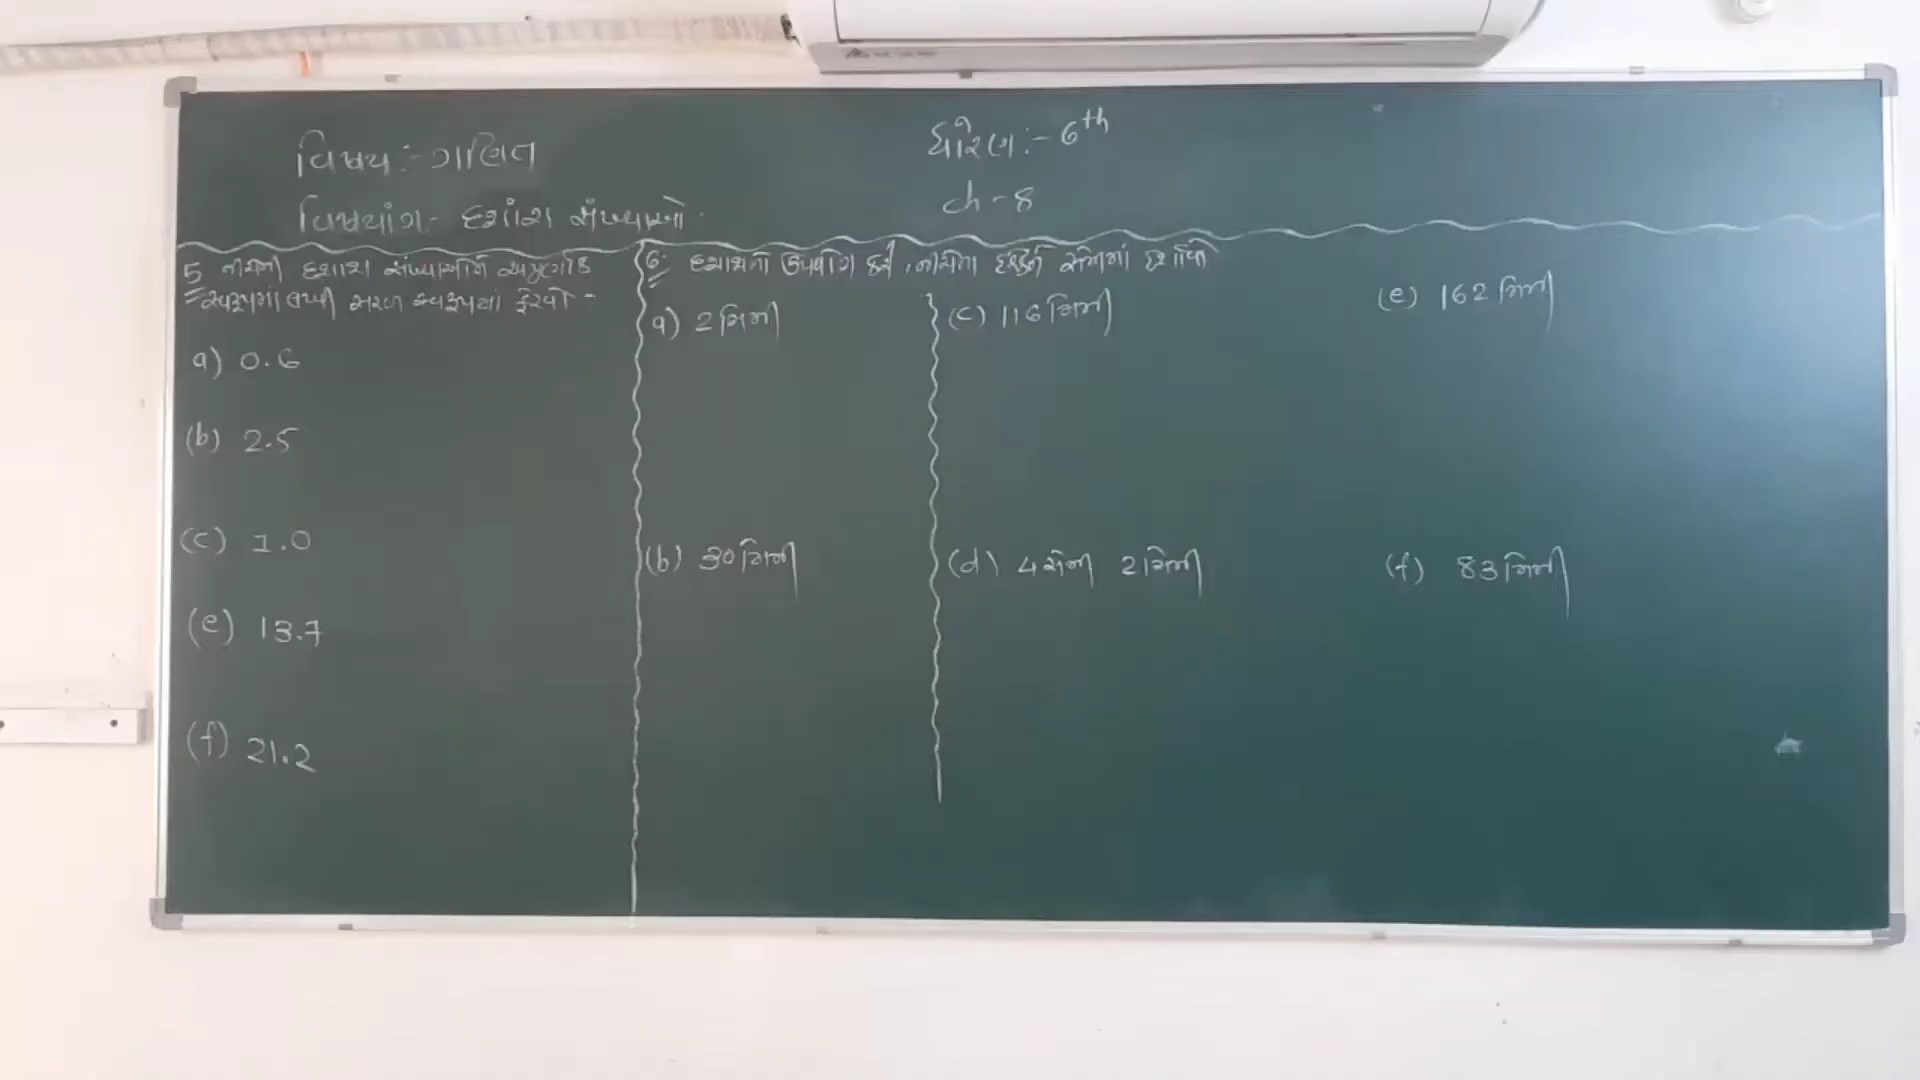 વિષય :- ગણિત
ધોરણ :- 6th
વિષયાંગ - દશાંશ સંખ્યાઓ.
ch - 8
5 નીચેની દશાંશ સંખ્યાઓને અપૂર્ણાંક
સ્વરૂપમાં લખી સરળ સ્વરૂપમાં ફેરવો -
a) 0.6
(b) 2.5
(c) 1.0
(e) 13.7
(f) 21.2
6. દશાંશનો ઉપયોગ કરી, નીચેના દરેકને સેમીમાં દર્શાવો
a) 2 મિમી
(b) 30 મિમી
(c) 116 મિમી
(d) 4 સેમી 2 મિમી
(e) 162 મિમી
(f) 83 મિમી